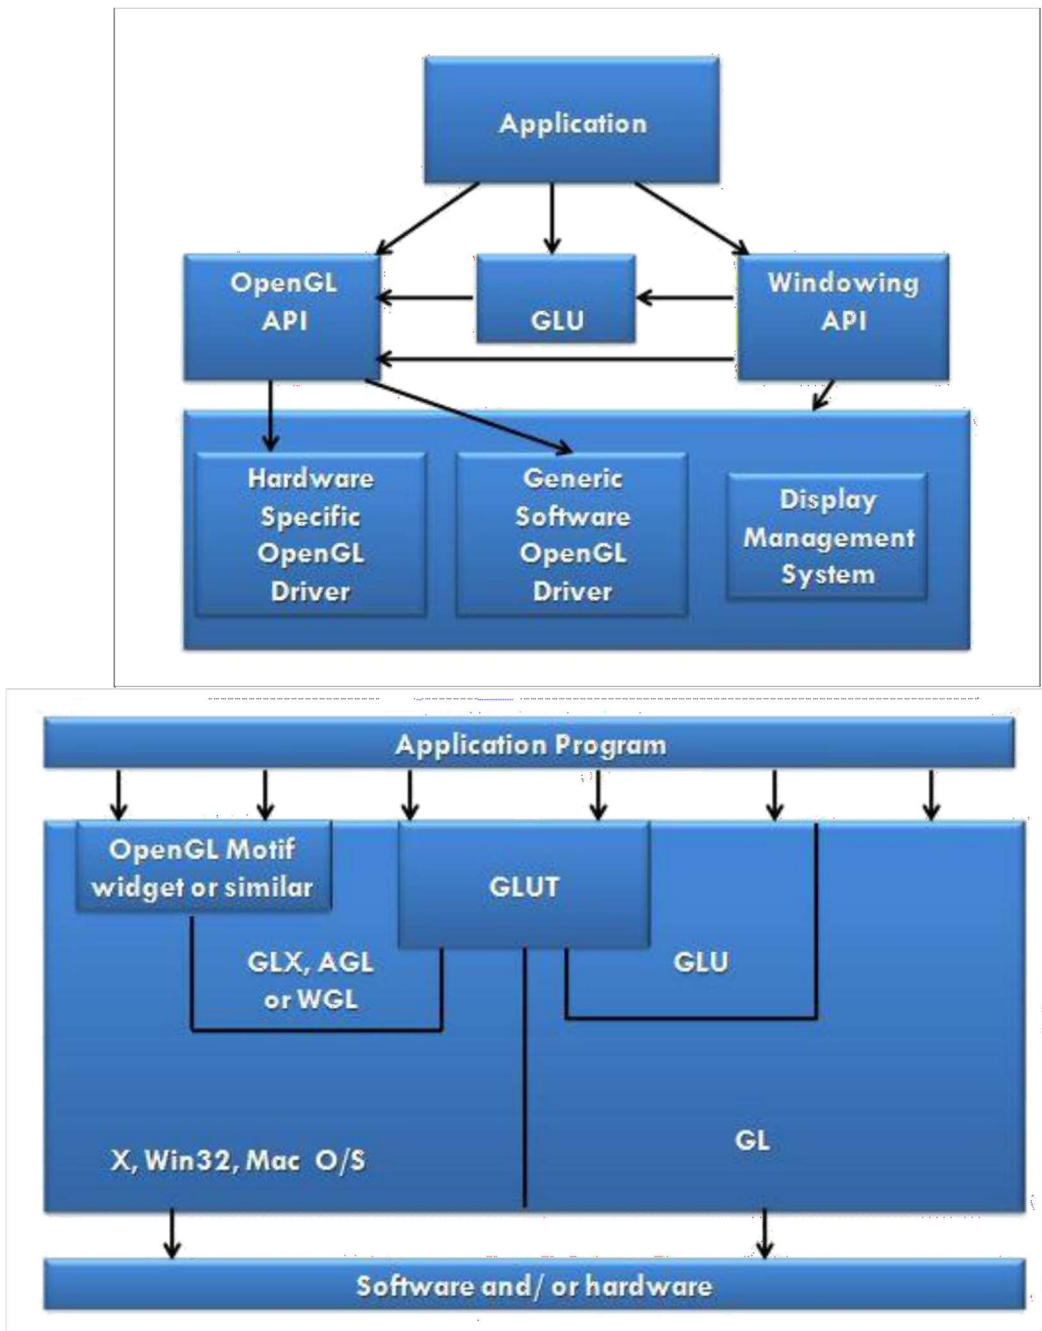 Application
OpenGL
API
GLU
Windowing
API
Hardware
Specific
OpenGL
Driver
Generic
Software
OpenGL
Driver
Display
Management
System
Application Program
OpenGL Motif
widget or similar
GLUT
GLX, AGL
or WGL
GLU
X, Win32, Mac O/S
GL
Software and/ or hardware